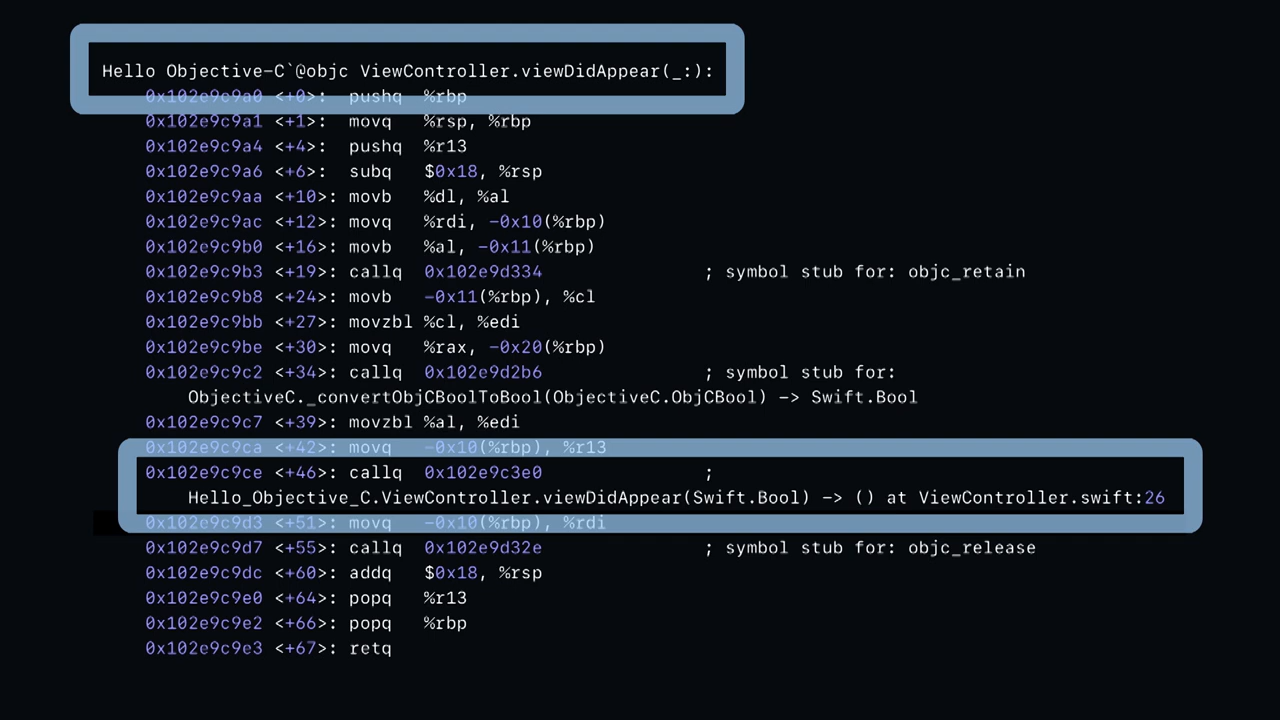 Hello Objective-C`@objc ViewController.viewDidAppear(_:):
0x102e9c9a0 <+0>: pushq %rbp
0x102e9c9a1 <+1>: movq %rsp, %rbp
0x102e9c9a4 <+4>: pushq %r13
0x102e9c9a6 <+6>: subq $0x18, %rsp
0x102e9c9aa <+10>: movb %dl, %al
0x102e9c9ac <+12>: movq %rdi, -0x10(%rbp)
0x102e9c9b0 <+16>: movb %al, -0x11(%rbp)
0x102e9c9b3 <+19>: callq 0x102e9d334 ; symbol stub for: objc_retain
0x102e9c9b8 <+24>: movb -0x11(%rbp), %cl
0x102e9c9bb <+27>: movzbl %cl, %edi
0x102e9c9be <+30>: movq %rax, -0x20(%rbp)
0x102e9c9c2 <+34>: callq 0x102e9d2b6 ; symbol stub for:
ObjectiveC._convertObjCBoolToBool(ObjectiveC.ObjCBool) -> Swift.Bool
0x102e9c9c7 <+39>: movzbl %al, %edi
0x102e9c9ca <+42>: movq -0x10(%rbp), %r13
0x102e9c9ce <+46>: callq 0x102e9c3e0 ;
Hello_Objective_C.ViewController.viewDidAppear(Swift.Bool) -> () at ViewController.swift:26
0x102e9c9d3 <+51>: movq -0x10(%rbp), %rdi
0x102e9c9d7 <+55>: callq 0x102e9d32e ; symbol stub for: objc_release
0x102e9c9dc <+60>: addq $0x18, %rsp
0x102e9c9e0 <+64>: popq %r13
0x102e9c9e2 <+66>: popq %rbp
0x102e9c9e3 <+67>: retq